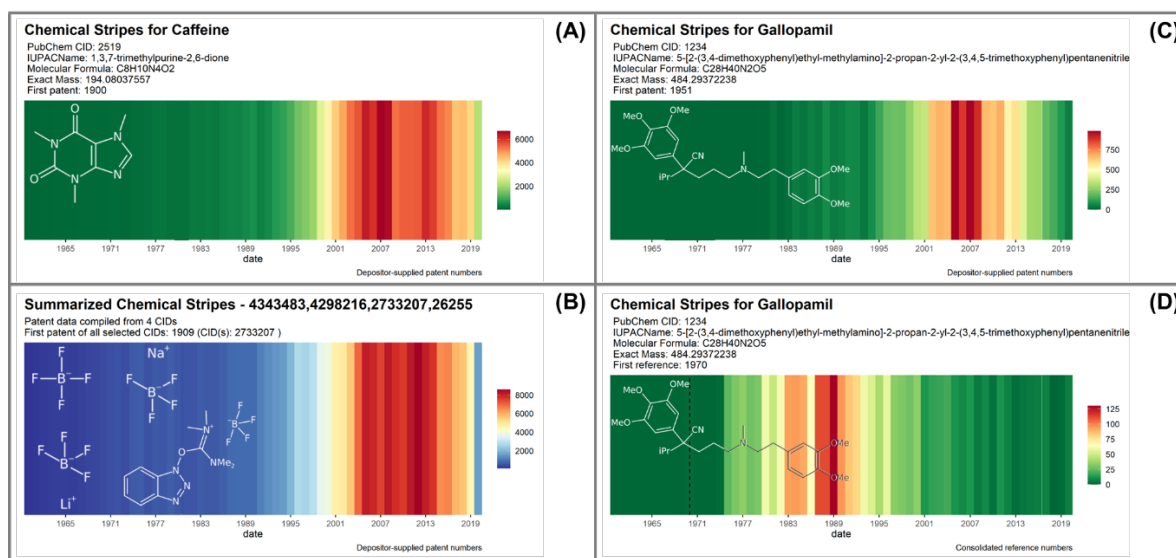 Chemical Stripes for Caffeine
(A)
PubChem CID: 2519
IUPACName: 1,3,7-trimethylpurine-2,6-dione
Molecular Formula: C8H10N4O2
Exact Mass: 194.08037557
First patent: 1900
O
N
N
O
N
N
6000
4000
2000
1965 1971 1977 1983 1989 1995 2001 2007 2013 2019
date
Depositor-supplied patent numbers
Summarized Chemical Stripes - 4343483,4298216,2733207,26255
(B)
Patent data compiled from 4 CIDs
First patent of all selected CIDs: 1909 (CID(s): 2733207 )
F
F B⁻ F
F
Na⁺
F
F B⁻ F
F
F
F B⁻ F
F
Li⁺
N⁺
F
F B⁻ F
F
O NMe₂
N
N
N
8000
6000
4000
2000
1965 1971 1977 1983 1989 1995 2001 2007 2013 2019
date
Depositor-supplied patent numbers
Chemical Stripes for Gallopamil
(C)
PubChem CID: 1234
IUPACName: 5-[2-(3,4-dimethoxyphenyl)ethyl-methylamino]-2-propan-2-yl-2-(3,4,5-trimethoxyphenyl)pentanenitrile
Molecular Formula: C28H40N2O5
Exact Mass: 484.29372238
First patent: 1951
OMe
MeO
MeO
CN
iPr
N
OMe
OMe
750
500
250
0
1965 1971 1977 1983 1989 1995 2001 2007 2013 2019
date
Depositor-supplied patent numbers
Chemical Stripes for Gallopamil
(D)
PubChem CID: 1234
IUPACName: 5-[2-(3,4-dimethoxyphenyl)ethyl-methylamino]-2-propan-2-yl-2-(3,4,5-trimethoxyphenyl)pentanenitrile
Molecular Formula: C28H40N2O5
Exact Mass: 484.29372238
First reference: 1970
OMe
MeO
MeO
CN
iPr
N
OMe
OMe
125
100
75
50
25
0
1965 1971 1977 1983 1989 1995 2001 2007 2013 2019
date
Consolidated reference numbers